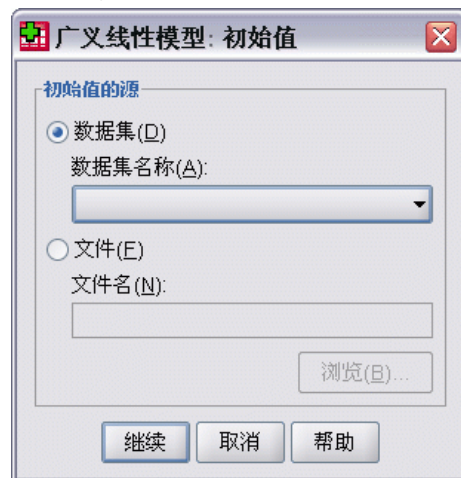 广义线性模型: 初始值
初始值的源
数据集(D)
数据集名称(A):
文件(F)
文件名(N):
浏览(B)...
继续
取消
帮助